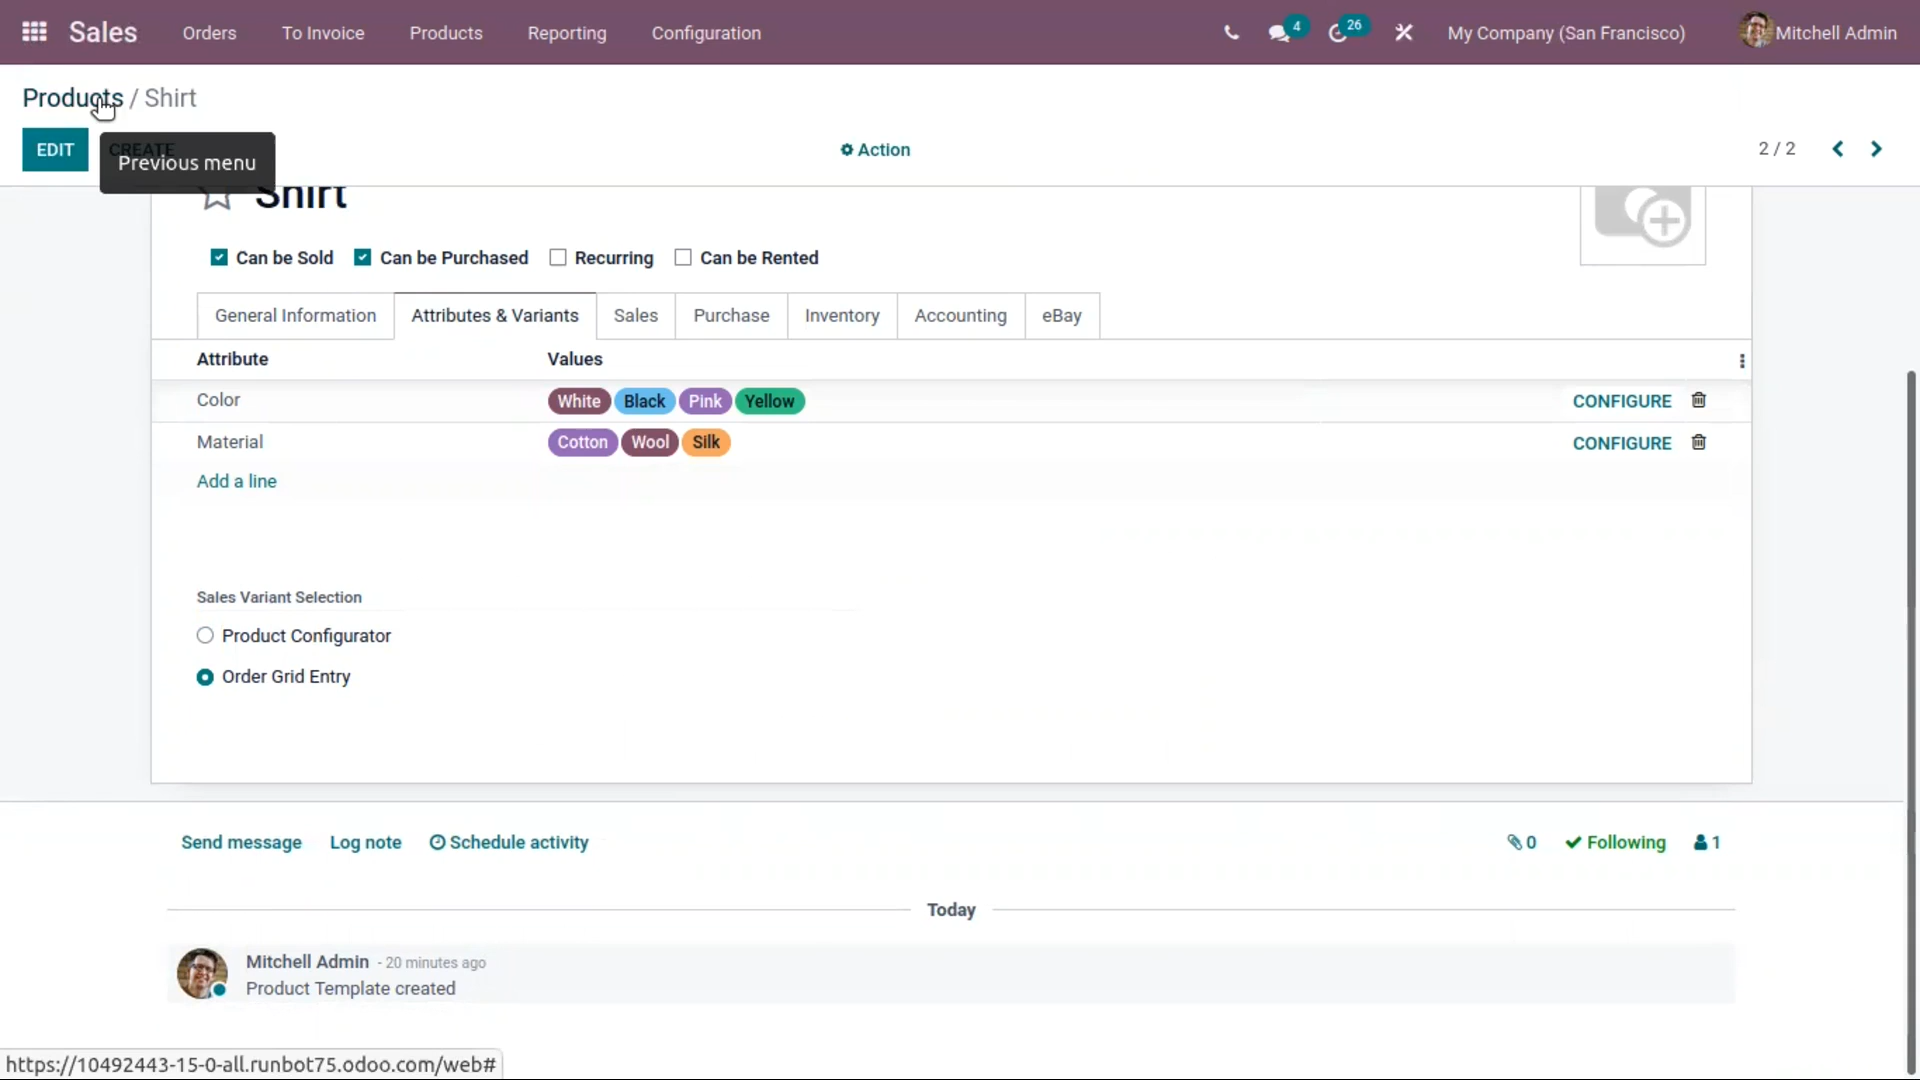 Sales Orders To Invoice Products Reporting Configuration 4 26 My Company (San Francisco) Mitchell Admin
Products / Shirt
EDIT CREATE Action 2 / 2
Previous menu
Shirt
Can be Sold Can be Purchased Recurring Can be Rented
General Information Attributes & Variants Sales Purchase Inventory Accounting eBay
Attribute Values
Color White Black Pink Yellow CONFIGURE
Material Cotton Wool Silk CONFIGURE
Add a line
Sales Variant Selection
Product Configurator
Order Grid Entry
Send message Log note Schedule activity 0 Following 1
Today
Mitchell Admin - 20 minutes ago
Product Template created
https://10492443-15-0-all.runbot75.odoo.com/web#